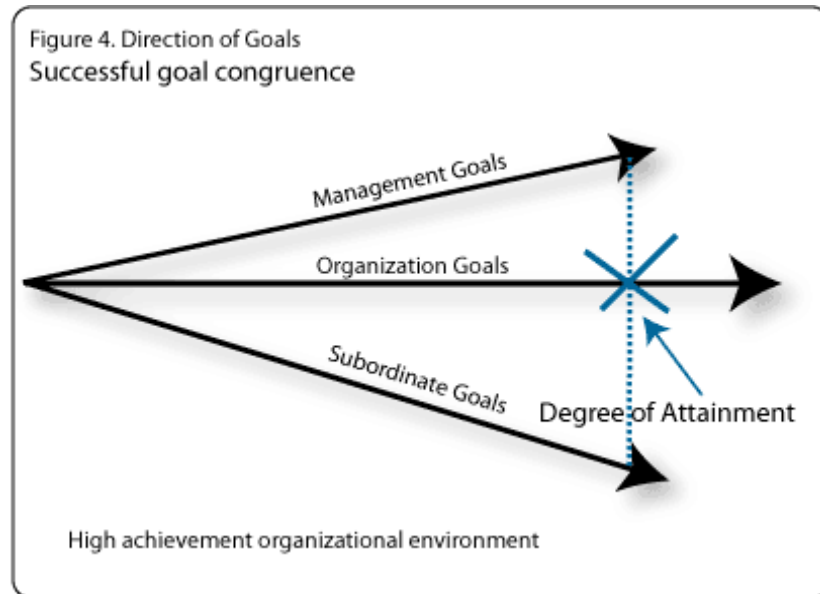 Figure 4. Direction of Goals
Successful goal congruence
Management Goals
Organization Goals
Subordinate Goals
Degree of Attainment
High achievement organizational environment